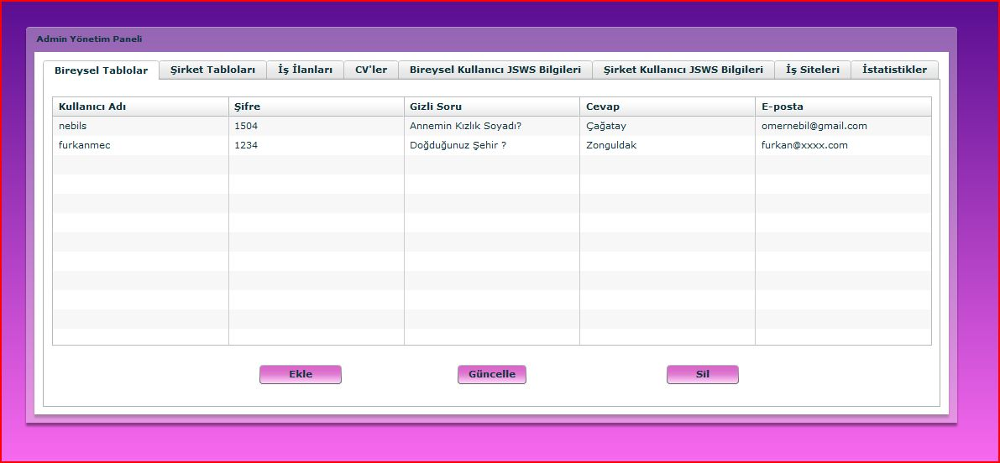 Admin Yönetim Paneli
Bireysel Tablolar Şirket Tabloları İş İlanları CV'ler Bireysel Kullanıcı JSWS Bilgileri Şirket Kullanıcı JSWS Bilgileri İş Siteleri İstatistikler
Kullanıcı Adı Şifre Gizli Soru Cevap E-posta
nebils 1504 Annemin Kızlık Soyadı? Çağatay omernebil@gmail.com
furkanmec 1234 Doğduğunuz Şehir ? Zonguldak furkan@xxxx.com
Ekle Güncelle Sil